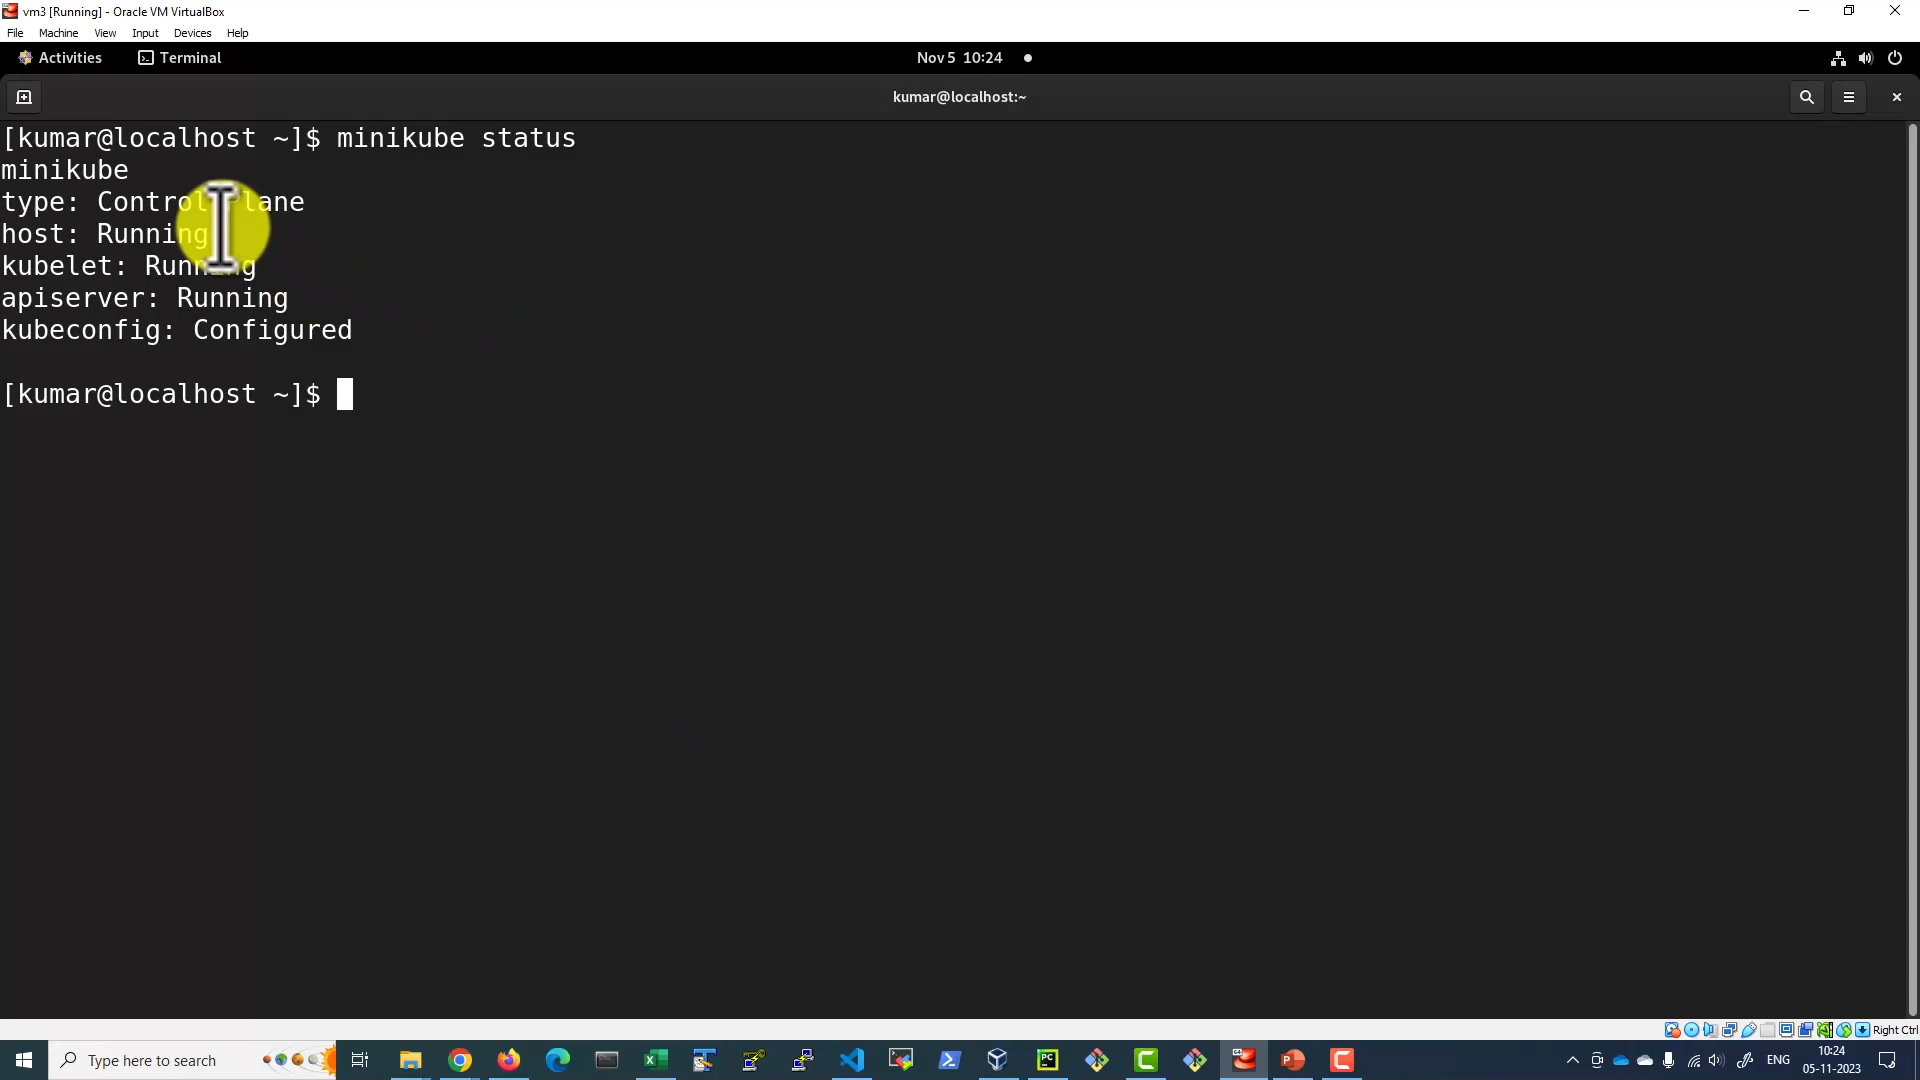 vm3 [Running] - Oracle VM VirtualBox
File Machine View Input Devices Help
Activities Terminal Nov 5 10:24
kumar@localhost:~
[kumar@localhost ~]$ minikube status
minikube
type: Control lane
host: Running
kubelet: Running
apiserver: Running
kubeconfig: Configured
[kumar@localhost ~]$
Right Ctrl
Type here to search
ENG
10:24
05-11-2023